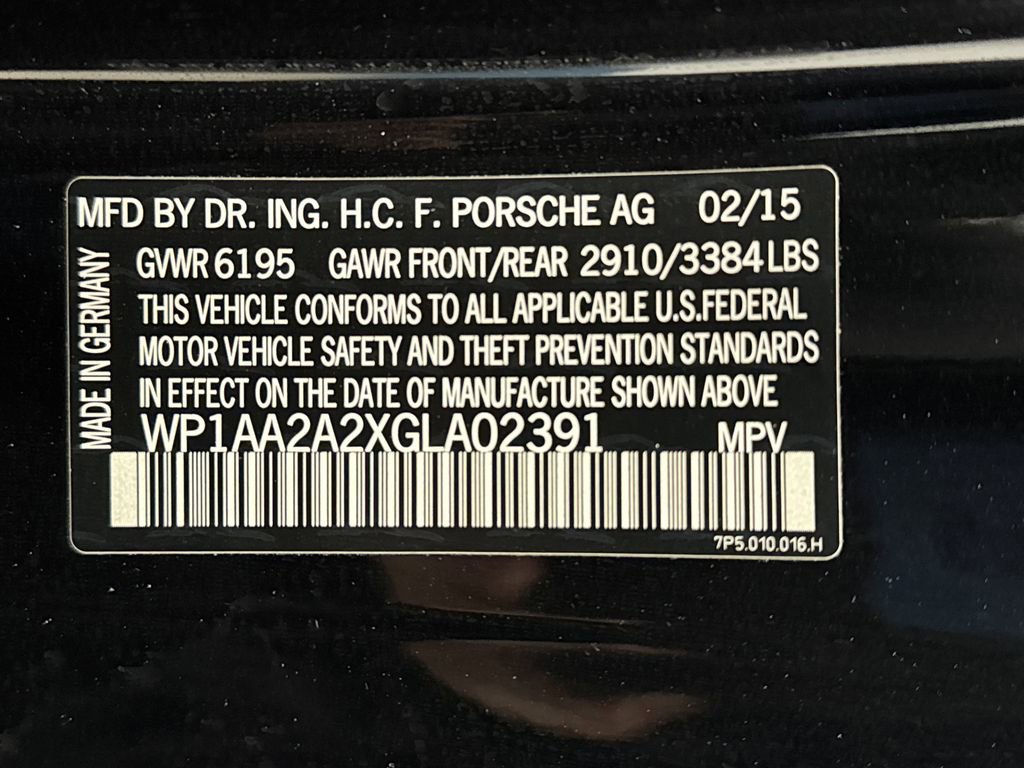 MFD BY DR. ING. H.C. F. PORSCHE AG 02/15
GVWR 6195 GAWR FRONT/REAR 2910/3384 LBS
THIS VEHICLE CONFORMS TO ALL APPLICABLE U.S.FEDERAL
MOTOR VEHICLE SAFETY AND THEFT PREVENTION STANDARDS
IN EFFECT ON THE DATE OF MANUFACTURE SHOWN ABOVE
WP1AA2A2XGLA02391 MPV
7P5.010.016.H
MADE IN GERMANY